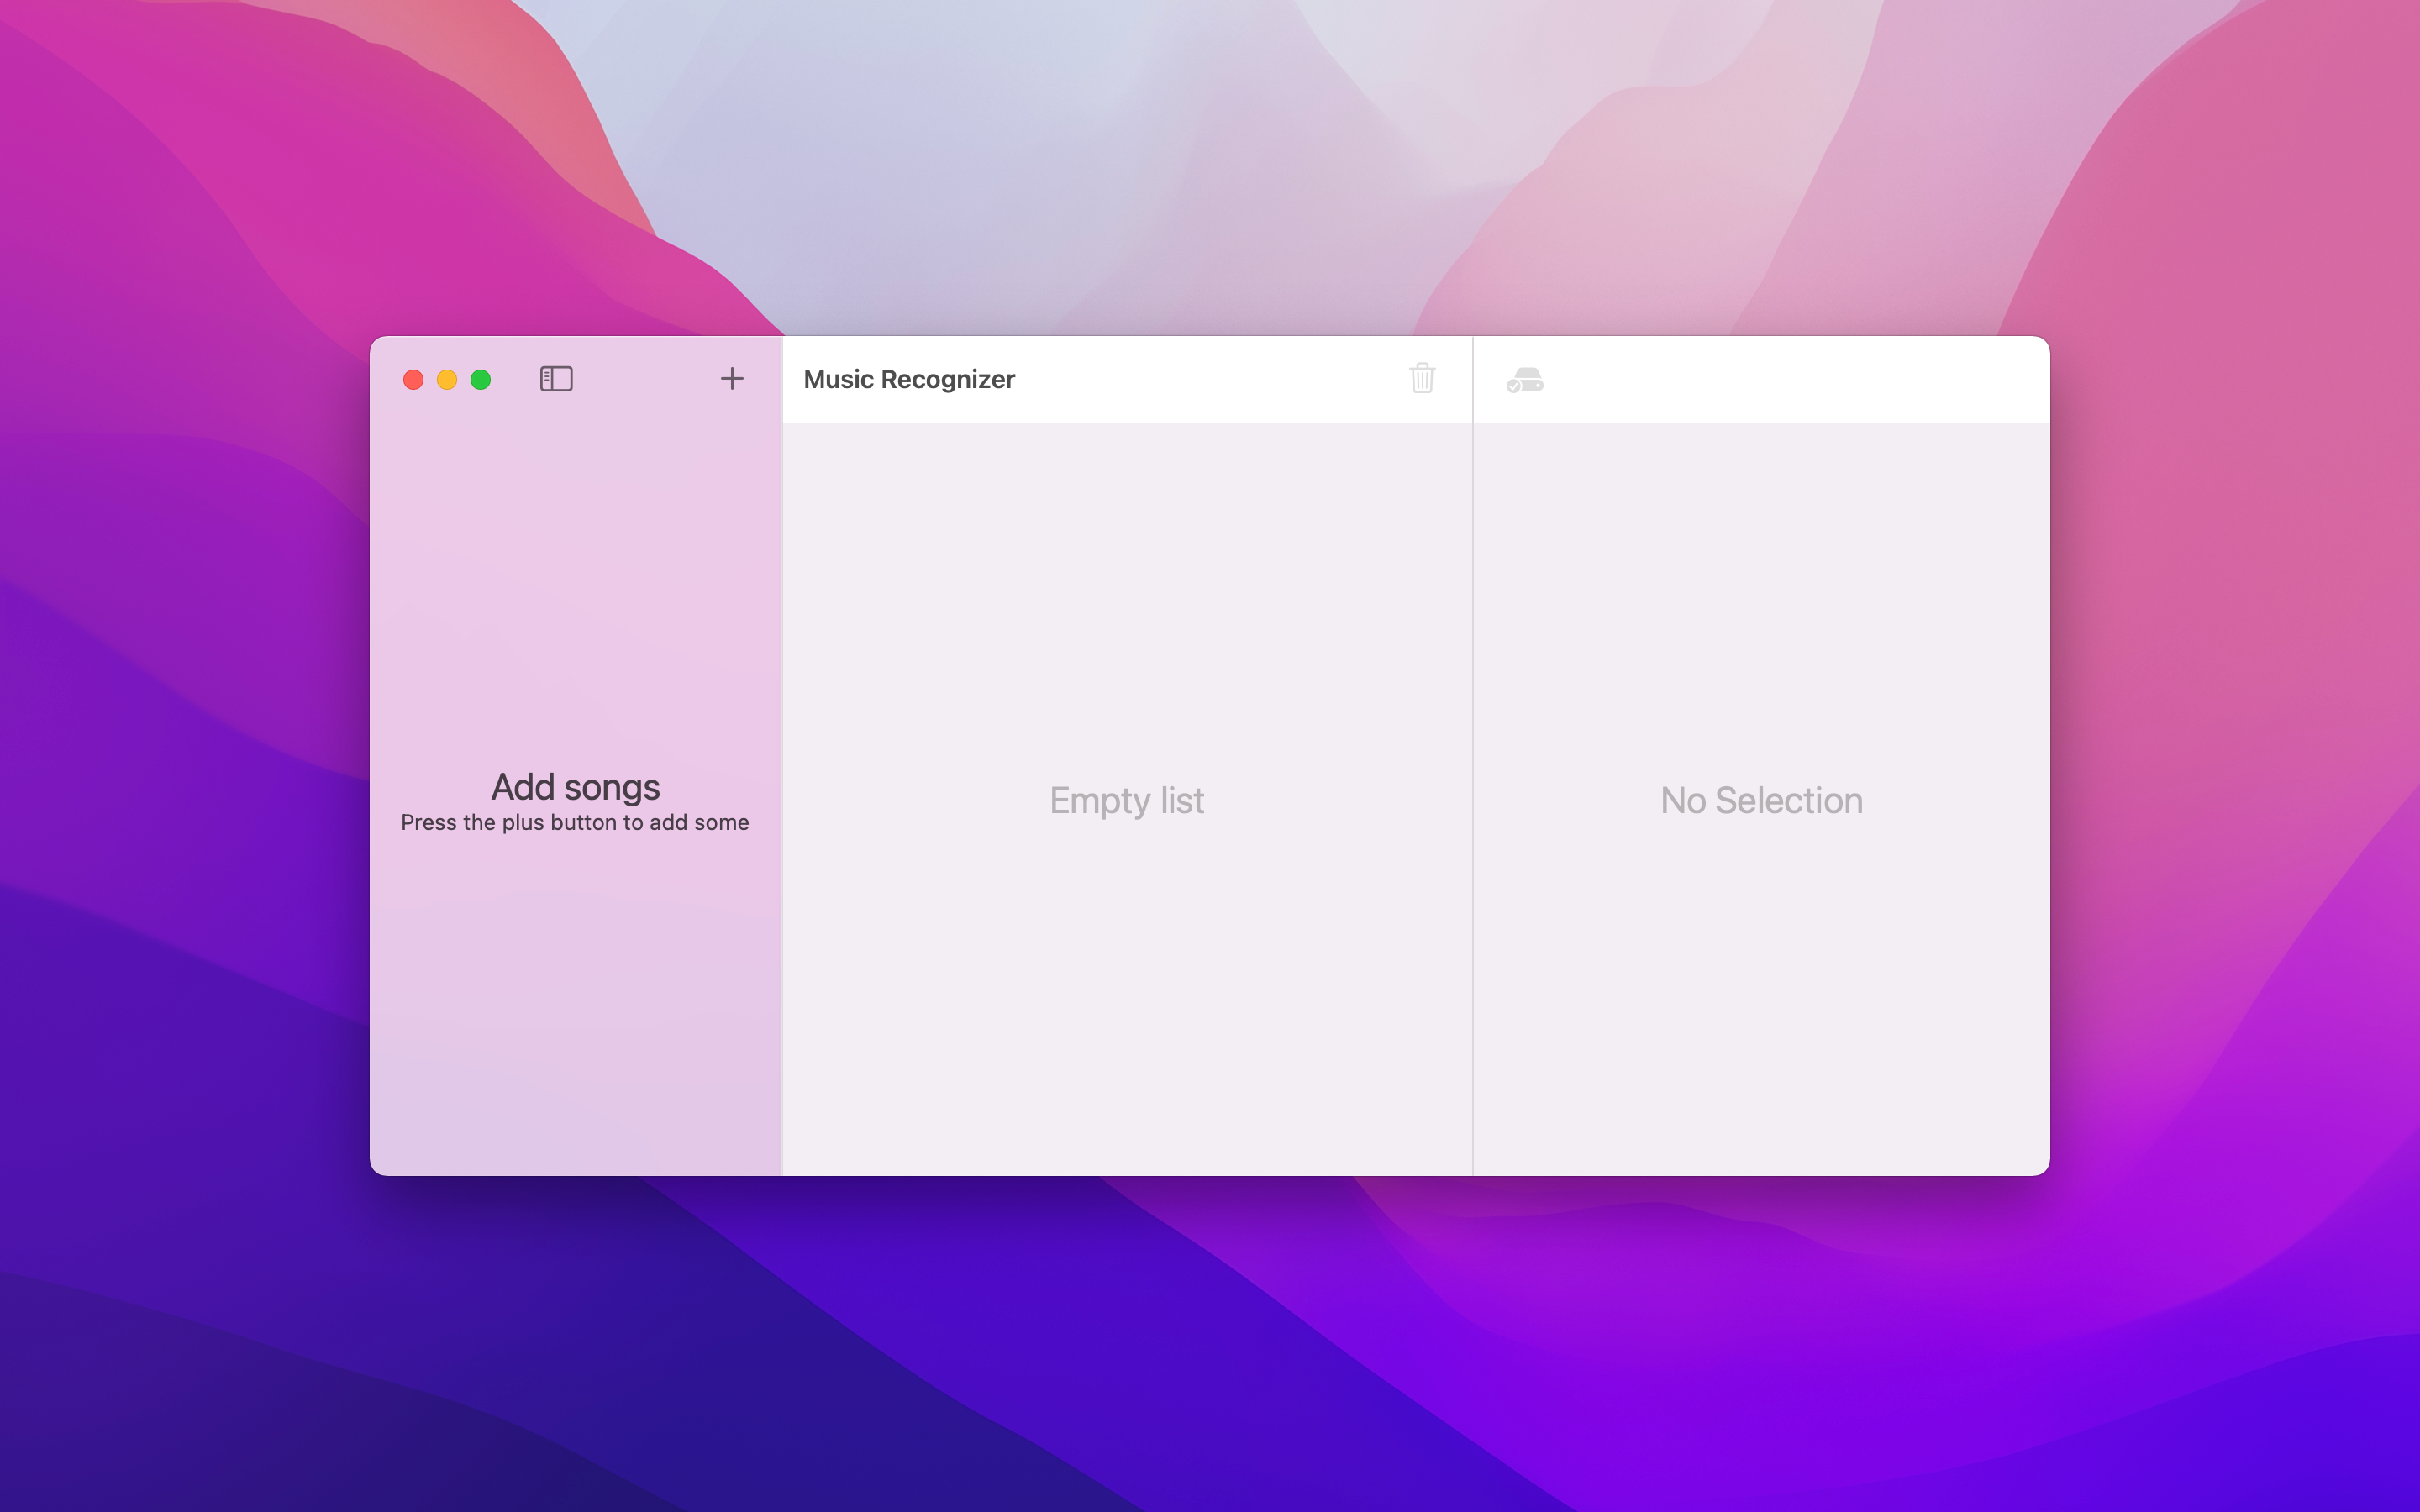 Music Recognizer
Add songs
Press the plus button to add some
Empty list
No Selection